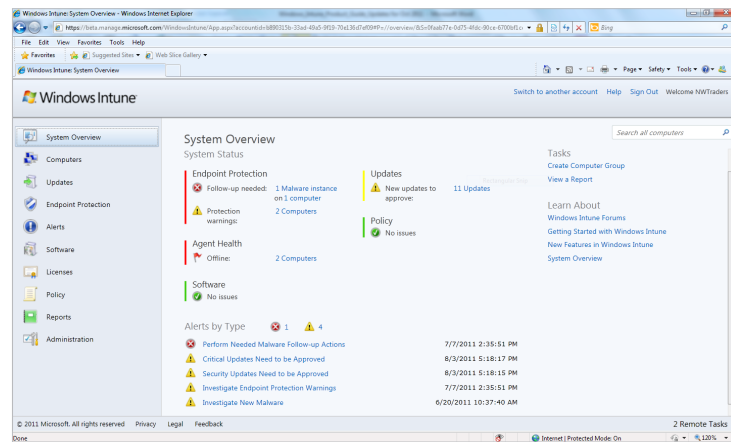 Windows Intune: System Overview - Windows Internet Explorer
File Edit View Favorites Tools Help
Favorites Suggested Sites Web Slice Gallery
Windows Intune: System Overview
Page Safety Tools
Bing
Windows Intune
Switch to another account Help Sign Out Welcome NWTraders
Search all computers
System Overview
Computers
Updates
Endpoint Protection
Alerts
Software
Licenses
Policy
Reports
Administration
System Overview
System Status
Endpoint Protection
Follow-up needed: 1 Malware instance
on 1 computer
Protection 2 Computers
warnings:
Agent Health
Offline: 2 Computers
Software
No issues
Updates
New updates to 11 Updates
approve:
Policy
No issues
Tasks
Create Computer Group
View a Report
Learn About
Windows Intune Forums
Getting Started with Windows Intune
New Features in Windows Intune
System Overview
Alerts by Type 1 4
Perform Needed Malware Follow-up Actions 7/7/2011 2:35:51 PM
Critical Updates Need to be Approved 8/3/2011 5:18:17 PM
Security Updates Need to be Approved 8/3/2011 5:18:15 PM
Investigate Endpoint Protection Warnings 7/7/2011 2:35:51 PM
Investigate New Malware 6/20/2011 10:37:40 AM
© 2011 Microsoft. All rights reserved Privacy Legal Feedback 2 Remote Tasks
Done Internet | Protected Mode: On 120%